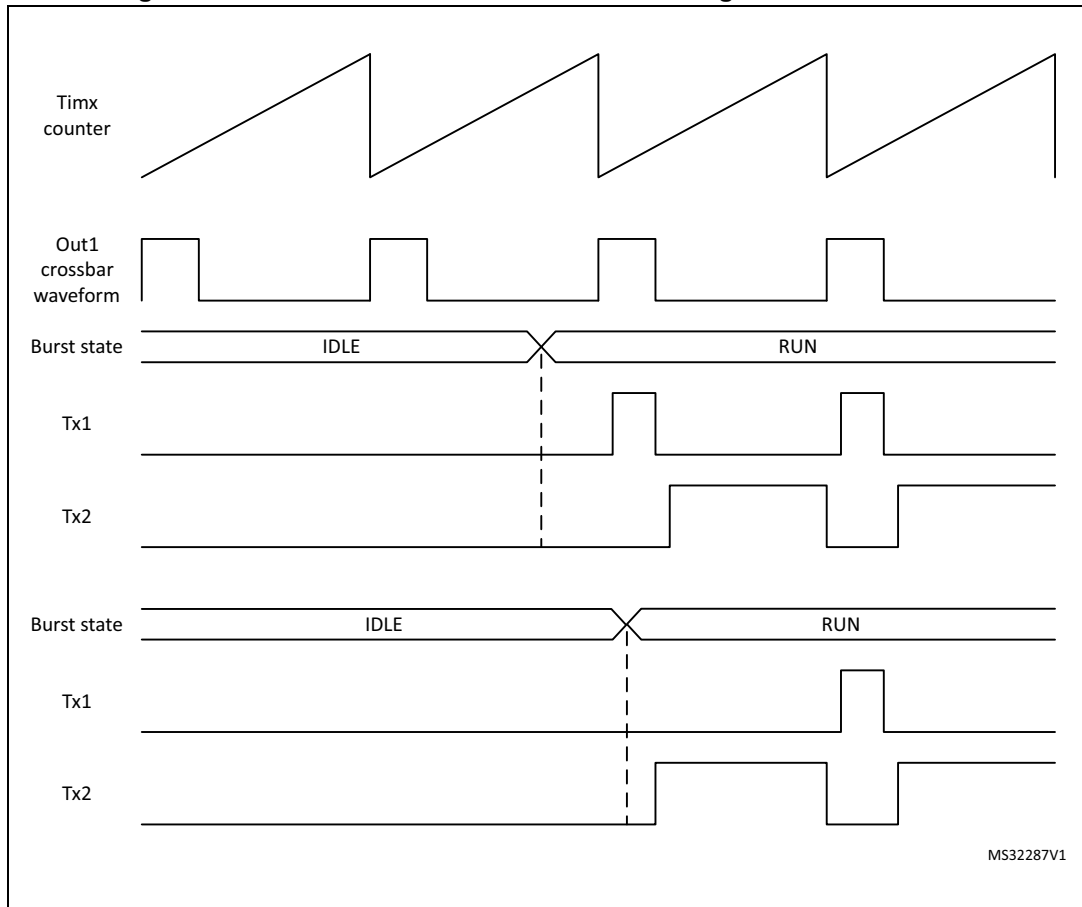 Timx
counter
Out1
crossbar
waveform
Burst state
IDLE
RUN
Tx1
Tx2
Burst state
IDLE
RUN
Tx1
Tx2
MS32287V1